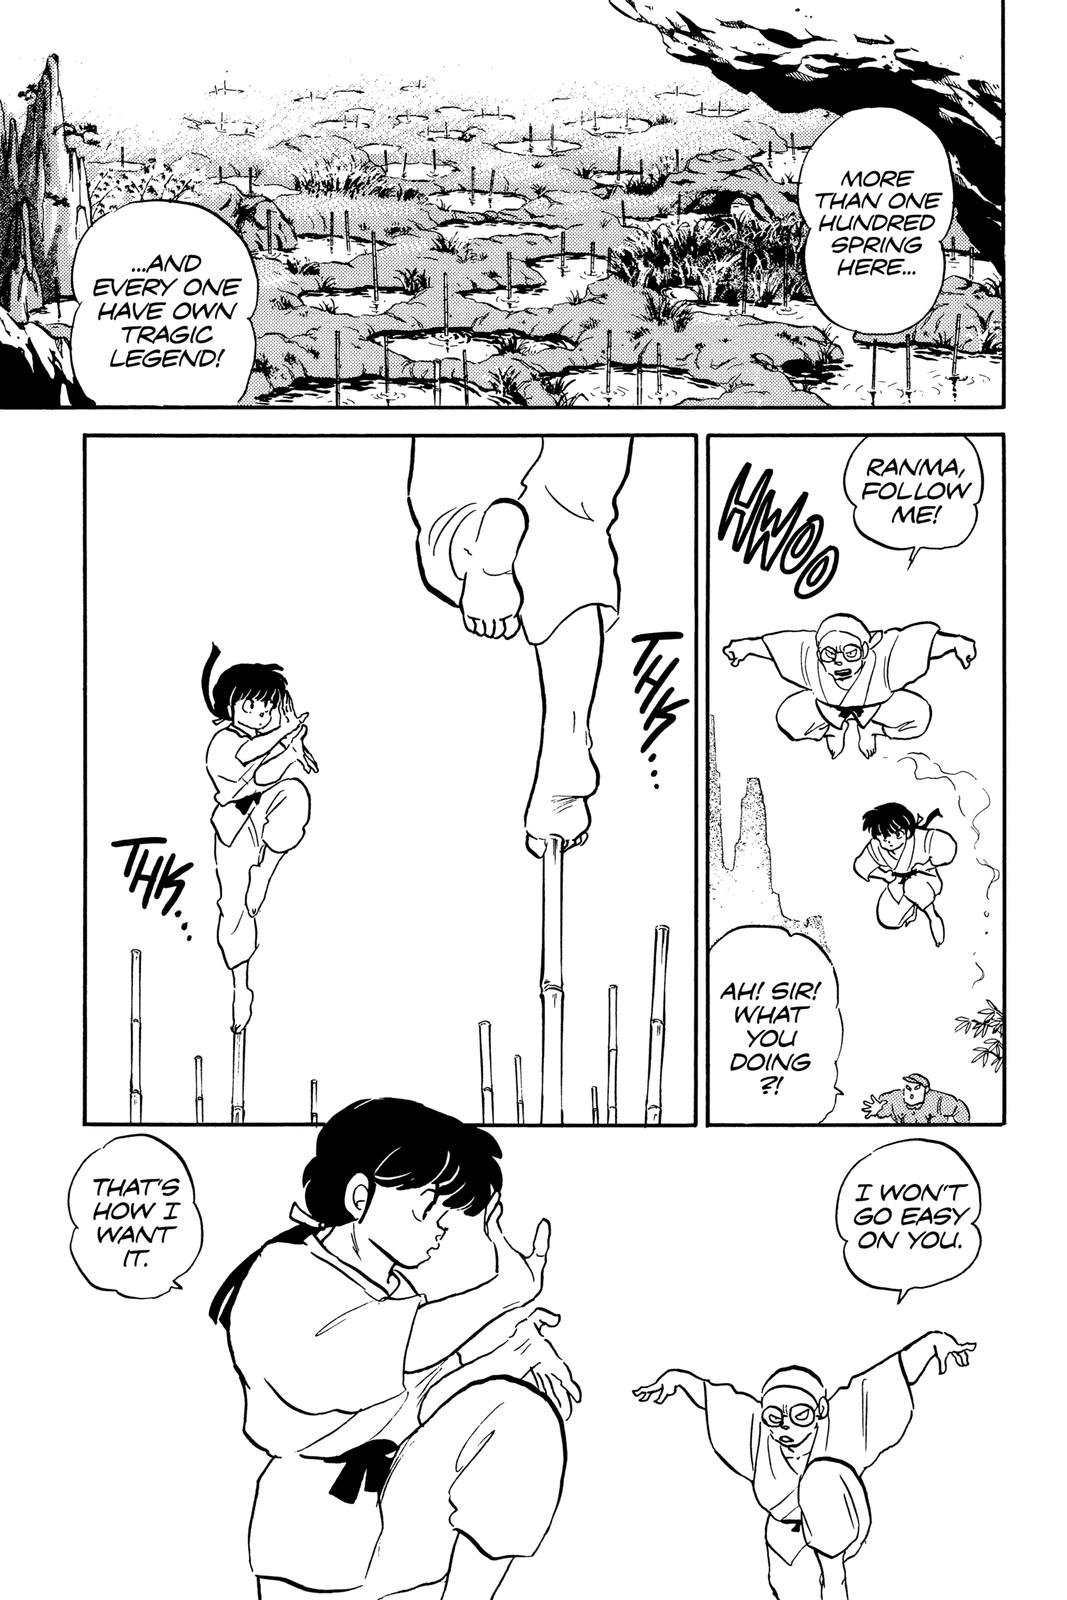 MORE
THAN ONE
HUNDRED
SPRING
HERE...
...AND
EVERY ONE
HAVE OWN
TRAGIC
LEGEND!
RANMA,
FOLLOW
ME!
HWOO
AH! SIR!
WHAT
YOU
DOING
?!
THK...
THK...
I WON'T
GO EASY
ON YOU.
THAT'S
HOW I
WANT
IT.